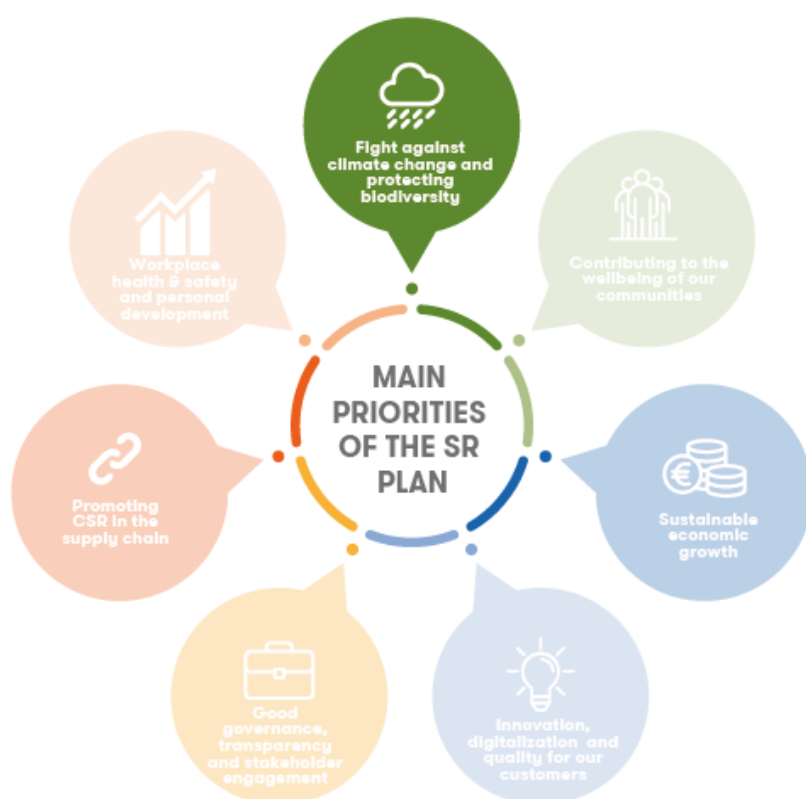 Fight against
climate change and
protecting
biodiversity
Contributing to the
wellbeing of our
communities
Sustainable
economic
growth
Innovation,
digitalization and
quality for our
customers
Good
governance,
transparency
and stakeholder
engagement
Promoting
CSR in the
supply chain
Workplace
health & safety
and personal
development
MAIN
PRIORITIES
OF THE SR
PLAN
€